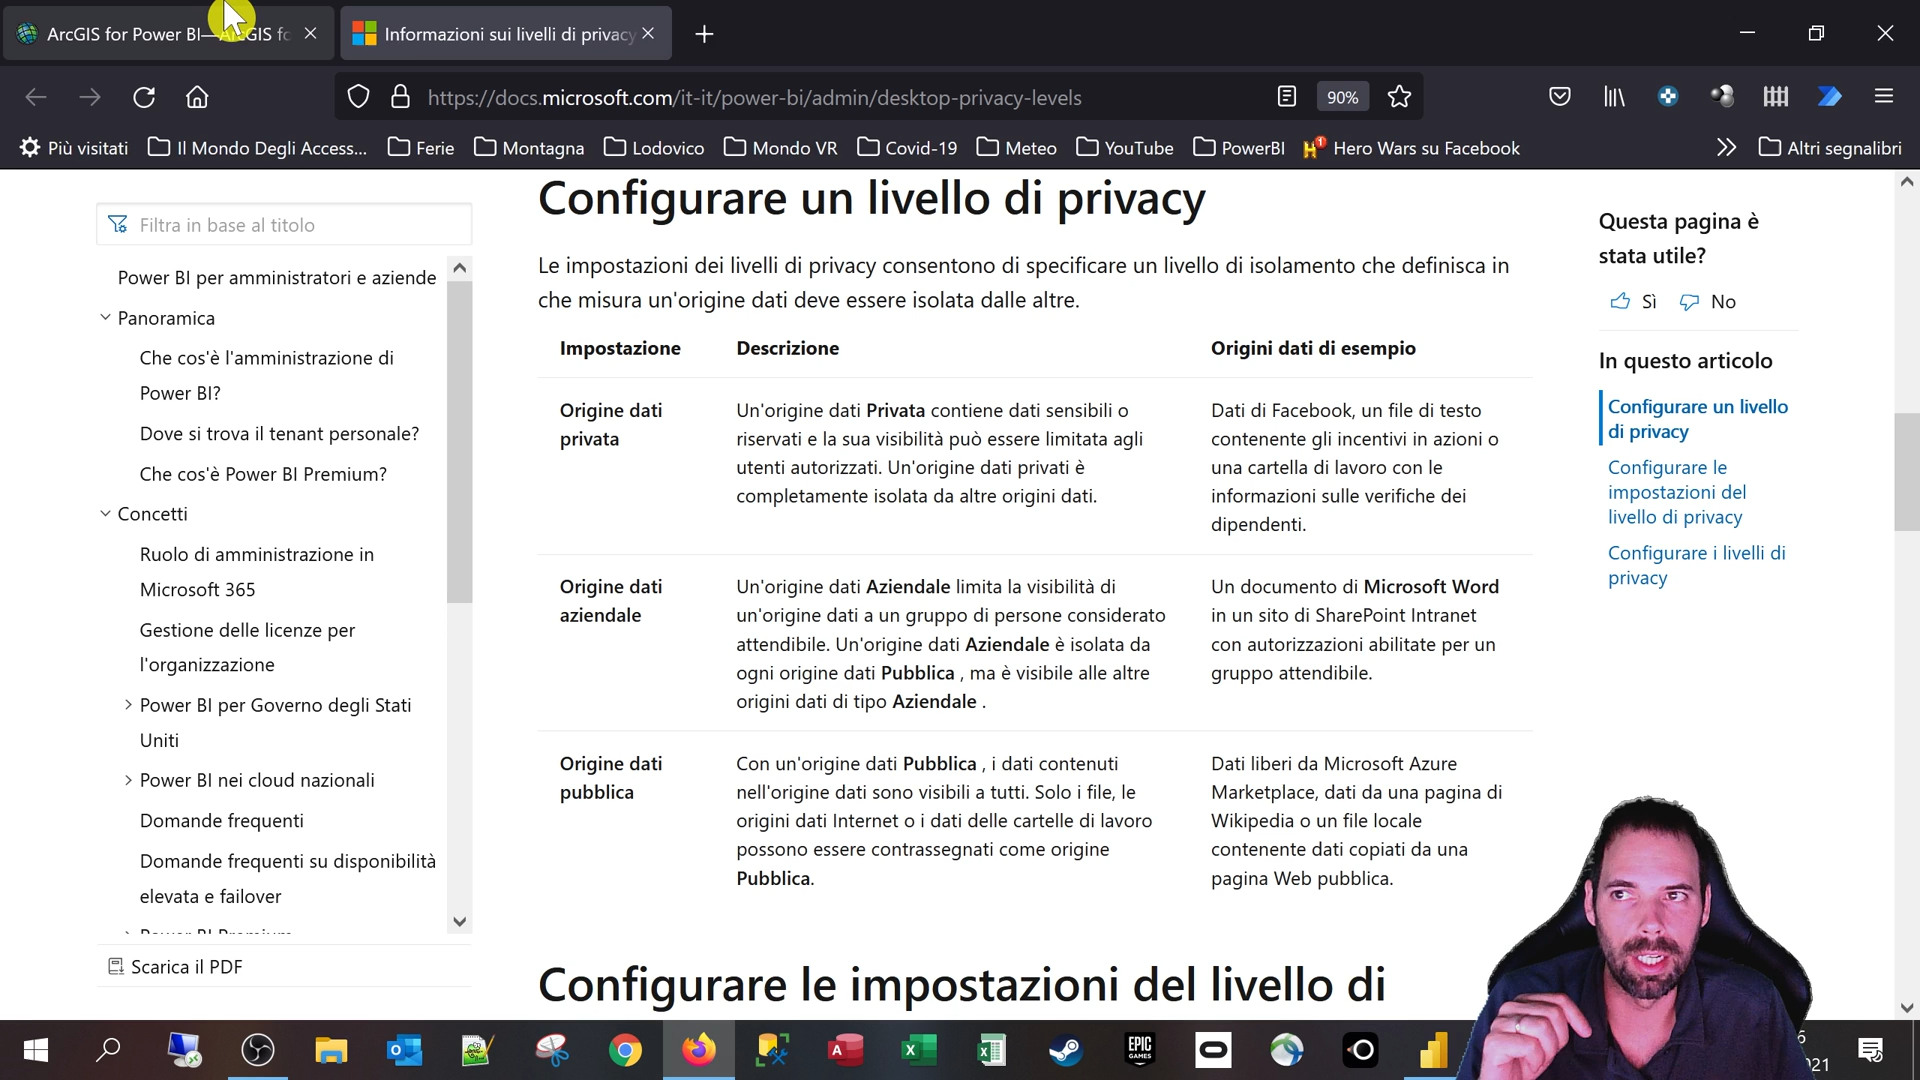 ArcGIS for Power BI—ArcGIS fo
Informazioni sui livelli di privacy
https://docs.microsoft.com/it-it/power-bi/admin/desktop-privacy-levels
90%
Più visitati
Il Mondo Degli Access...
Ferie
Montagna
Lodovico
Mondo VR
Covid-19
Meteo
YouTube
PowerBI
Hero Wars su Facebook
Altri segnalibri
Filtra in base al titolo
Power BI per amministratori e aziende
Panoramica
Che cos'è l'amministrazione di
Power BI?
Dove si trova il tenant personale?
Che cos'è Power BI Premium?
Concetti
Ruolo di amministrazione in
Microsoft 365
Gestione delle licenze per
l'organizzazione
Power BI per Governo degli Stati
Uniti
Power BI nei cloud nazionali
Domande frequenti
Domande frequenti su disponibilità
elevata e failover
Power BI Premium
Scarica il PDF
Configurare un livello di privacy
Le impostazioni dei livelli di privacy consentono di specificare un livello di isolamento che definisca in
che misura un'origine dati deve essere isolata dalle altre.
Impostazione Descrizione Origini dati di esempio
Origine dati
privata
Un'origine dati Privata contiene dati sensibili o
riservati e la sua visibilità può essere limitata agli
utenti autorizzati. Un'origine dati privati è
completamente isolata da altre origini dati.
Dati di Facebook, un file di testo
contenente gli incentivi in azioni o
una cartella di lavoro con le
informazioni sulle verifiche dei
dipendenti.
Origine dati
aziendale
Un'origine dati Aziendale limita la visibilità di
un'origine dati a un gruppo di persone considerato
attendibile. Un'origine dati Aziendale è isolata da
ogni origine dati Pubblica , ma è visibile alle altre
origini dati di tipo Aziendale .
Un documento di Microsoft Word
in un sito di SharePoint Intranet
con autorizzazioni abilitate per un
gruppo attendibile.
Origine dati
pubblica
Con un'origine dati Pubblica , i dati contenuti
nell'origine dati sono visibili a tutti. Solo i file, le
origini dati Internet o i dati delle cartelle di lavoro
possono essere contrassegnati come origine
Pubblica.
Dati liberi da Microsoft Azure
Marketplace, dati da una pagina di
Wikipedia o un file locale
contenente dati copiati da una
pagina Web pubblica.
Configurare le impostazioni del livello di
Questa pagina è
stata utile?
Sì No
In questo articolo
Configurare un livello
di privacy
Configurare le
impostazioni del
livello di privacy
Configurare i livelli di
privacy
EPIC
GAMES
6
21